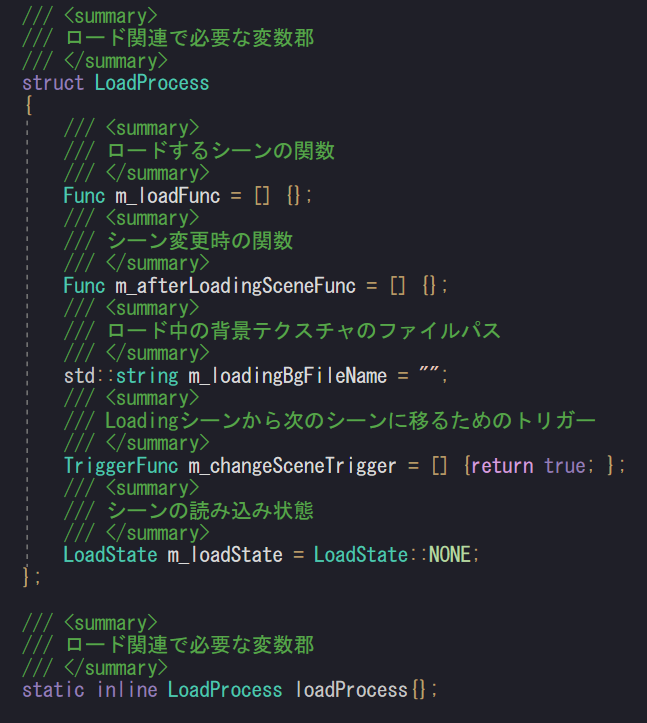 /// <summary>
/// ロード関連で必要な変数郡
/// </summary>
struct LoadProcess
{
/// <summary>
/// ロードするシーンの関数
/// </summary>
Func m_loadFunc = [] {};
/// <summary>
/// シーン変更時の関数
/// </summary>
Func m_afterLoadingSceneFunc = [] {};
/// <summary>
/// ロード中の背景テクスチャのファイルパス
/// </summary>
std::string m_loadingBgFileName = "";
/// <summary>
/// Loadingシーンから次のシーンに移るためのトリガー
/// </summary>
TriggerFunc m_changeSceneTrigger = [] {return true; };
/// <summary>
/// シーンの読み込み状態
/// </summary>
LoadState m_loadState = LoadState::NONE;
};
/// <summary>
/// ロード関連で必要な変数郡
/// </summary>
static inline LoadProcess loadProcess{};